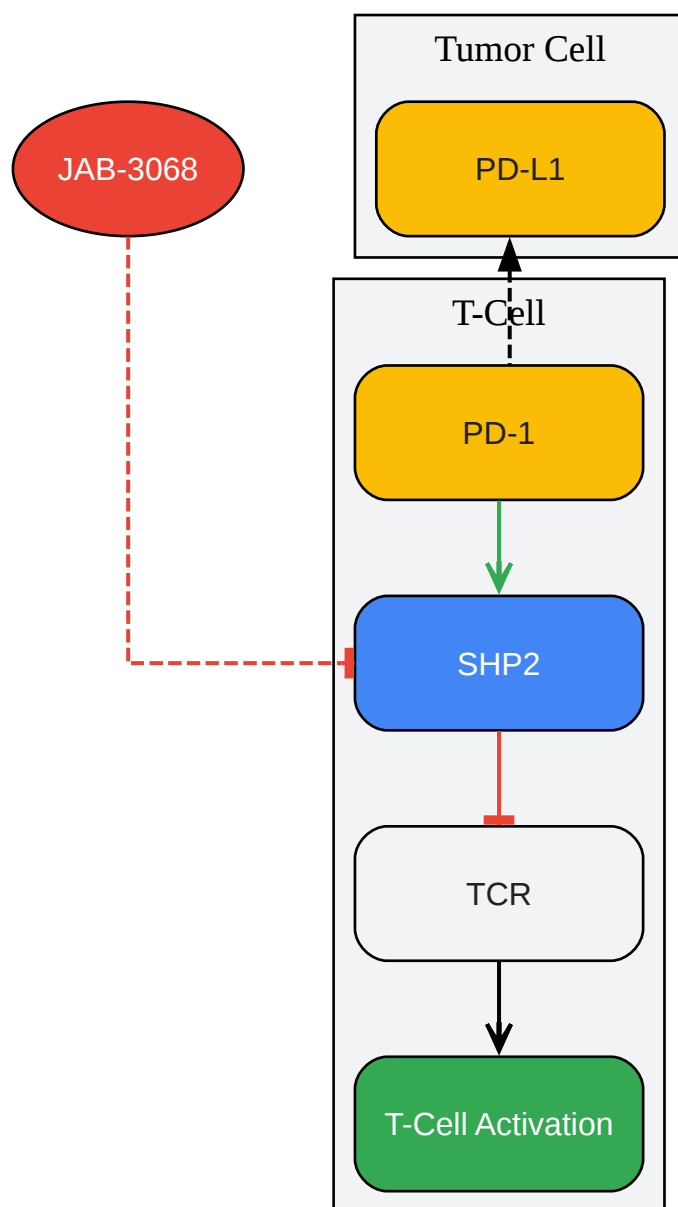 Tumor Cell
JAB-3068
PD-L1
T-Cell
PD-1
SHP2
TCR
T-Cell Activation